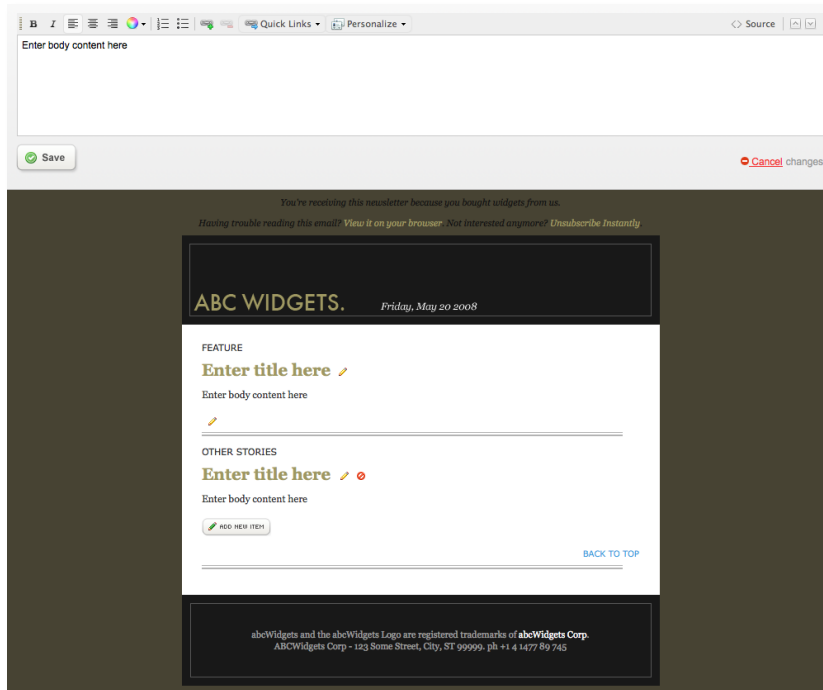 B I Quick Links Personalize Source
Enter body content here
Save
Cancel changes
You're receiving this newsletter because you bought widgets from us.
Having trouble reading this email? View it on your browser. Not interested anymore? Unsubscribe Instantly
ABC WIDGETS. Friday, May 20 2008
FEATURE
Enter title here
Enter body content here
OTHER STORIES
Enter title here
Enter body content here
ADD NEW ITEM
BACK TO TOP
abcWidgets and the abcWidgets Logo are registered trademarks of abcWidgets Corp.
ABCWidgets Corp - 123 Some Street, City, ST 99999. ph +1 4 1477 89 745